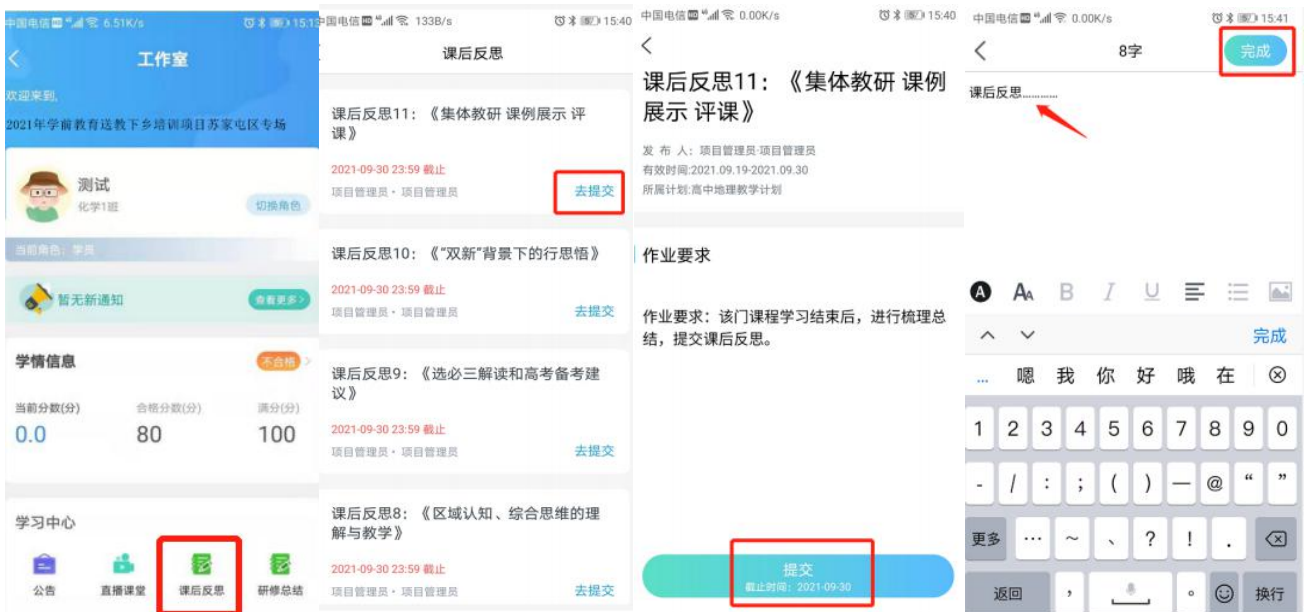 中国电信 HD 4G 6.51K/s 15:13
工作室
欢迎来到,
2021年学前教育送教下乡培训项目苏家屯区专场
测试
化学1班
切换角色
当前角色：学员
暂无新通知
查看更多>
学情信息
不合格 >
当前分数(分) 合格分数(分) 满分(分)
0.0 80 100
学习中心
公告 直播课堂 课后反思 研修总结
中国电信 HD 4G 133B/s 15:40
课后反思
课后反思11：《集体教研 课例展示 评
课》
2021-09-30 23:59 截止
项目管理员・项目管理员 去提交
课后反思10：《“双新”背景下的行思悟》
2021-09-30 23:59 截止
项目管理员・项目管理员 去提交
课后反思9：《选必三解读和高考备考建
议》
2021-09-30 23:59 截止
项目管理员・项目管理员 去提交
课后反思8：《区域认知、综合思维的理
解与教学》
2021-09-30 23:59 截止
项目管理员・项目管理员 去提交
中国电信 HD 4G 0.00K/s 15:40
课后反思11：《集体教研 课例
展示 评课》
发 布 人：项目管理员-项目管理员
有效时间:2021.09.19-2021.09.30
所属计划:高中地理教学计划
作业要求
作业要求：该门课程学习结束后，进行梳理总
结，提交课后反思。
提交
截止时间：2021-09-30
中国电信 HD 4G 0.00K/s 15:41
8字
完成
课后反思…………
A AA B I U
完成
… 嗯 我 你 好 哦 在
1 2 3 4 5 6 7 8 9 0
- / : ; ( ) — @ “ ”
更多 … ~ 、 ? ! .
返回 ， 。 换行